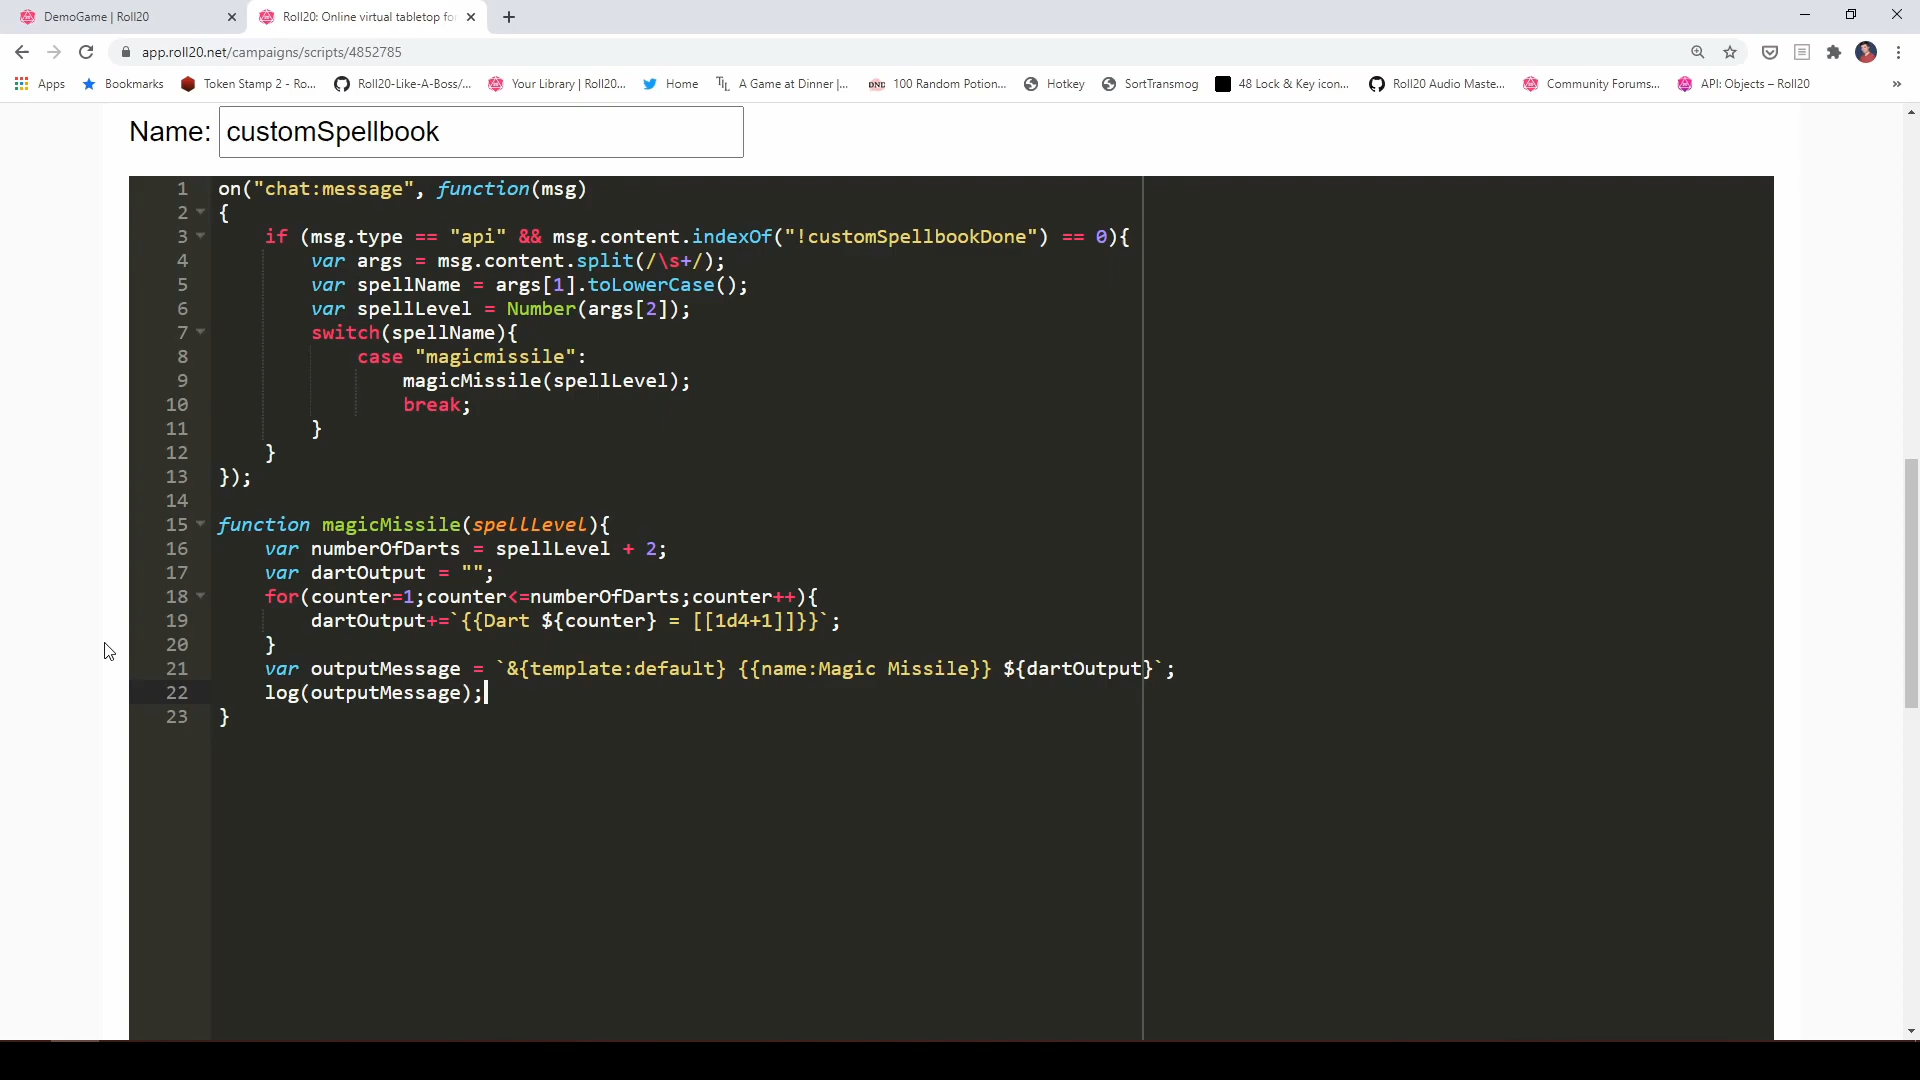 DemoGame | Roll20
Roll20: Online virtual tabletop fo
app.roll20.net/campaigns/scripts/4852785
Apps Bookmarks Token Stamp 2 - Ro... Roll20-Like-A-Boss/... Your Library | Roll20... Home A Game at Dinner |... 100 Random Potion... Hotkey SortTransmog 48 Lock & Key icon... Roll20 Audio Maste... Community Forums... API: Objects – Roll20 »
Name: customSpellbook
1 on("chat:message", function(msg)
2 {
3 if (msg.type == "api" && msg.content.indexOf("!customSpellbookDone") == 0){
4 var args = msg.content.split(/\s+/);
5 var spellName = args[1].toLowerCase();
6 var spellLevel = Number(args[2]);
7 switch(spellName){
8 case "magicmissile":
9 magicMissile(spellLevel);
10 break;
11 }
12 }
13 });
14
15 function magicMissile(spellLevel){
16 var numberOfDarts = spellLevel + 2;
17 var dartOutput = "";
18 for(counter=1;counter<=numberOfDarts;counter++){
19 dartOutput+=`{{Dart ${counter} = [[1d4+1]]}}`;
20 }
21 var outputMessage = `&{template:default} {{name:Magic Missile}} ${dartOutput}`;
22 log(outputMessage);
23 }